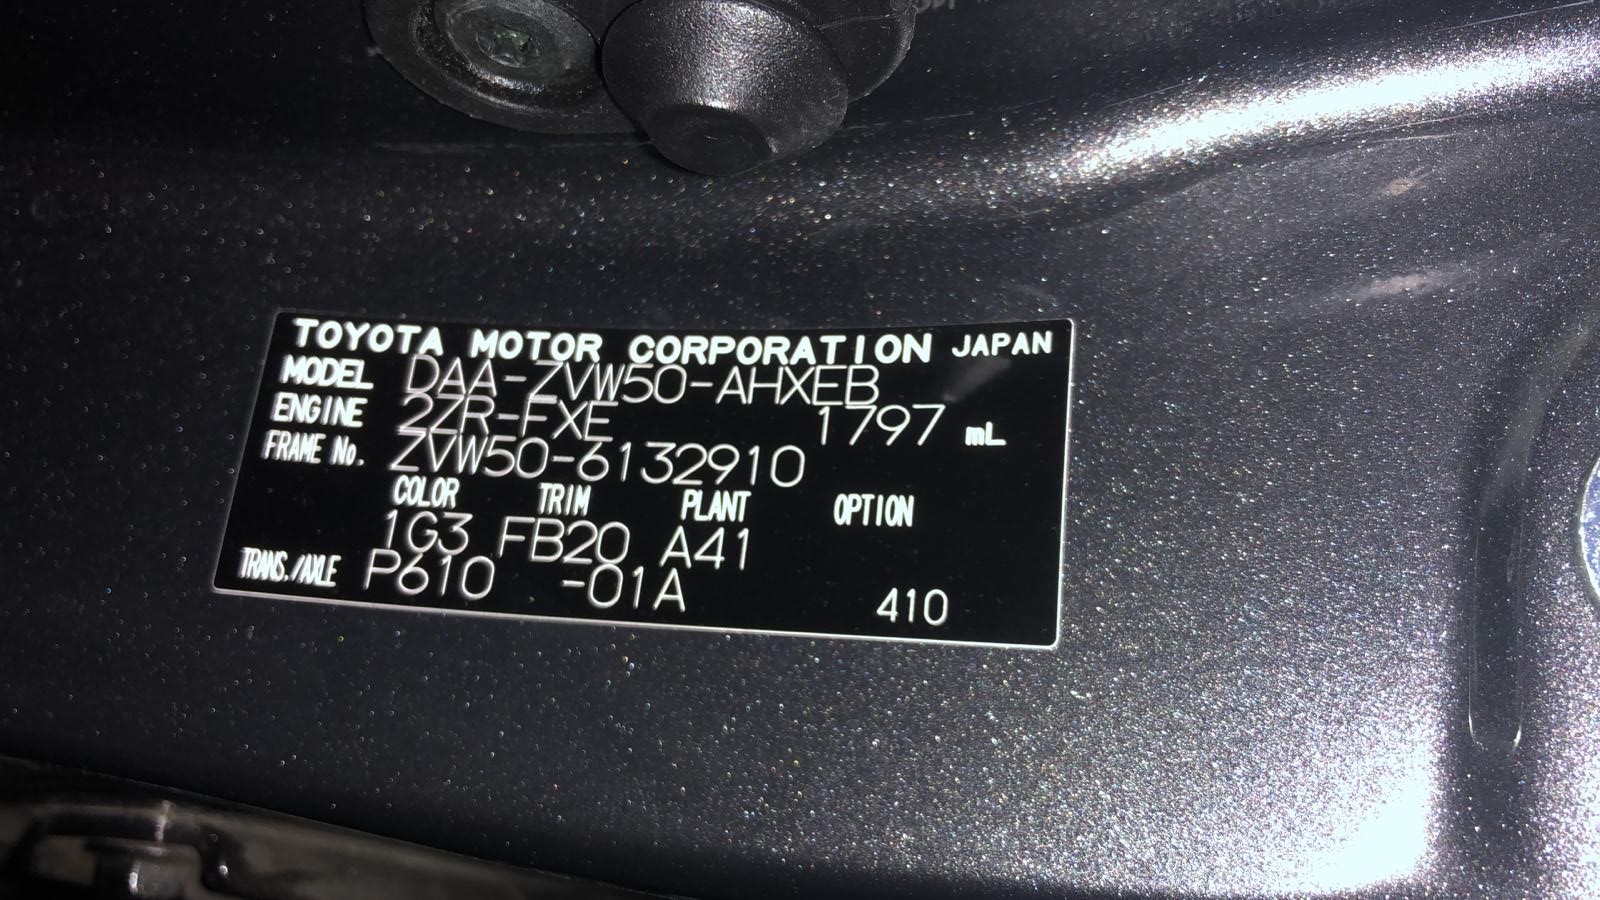 TOYOTA MOTOR CORPORATION JAPAN
MODEL DAA-ZVW50-AHXEB
ENGINE 2ZR-FXE 1797 mL
FRAME No. ZVW50-6132910
COLOR TRIM PLANT OPTION
1G3 FB20 A41
TRANS./AXLE P610 -01A 410